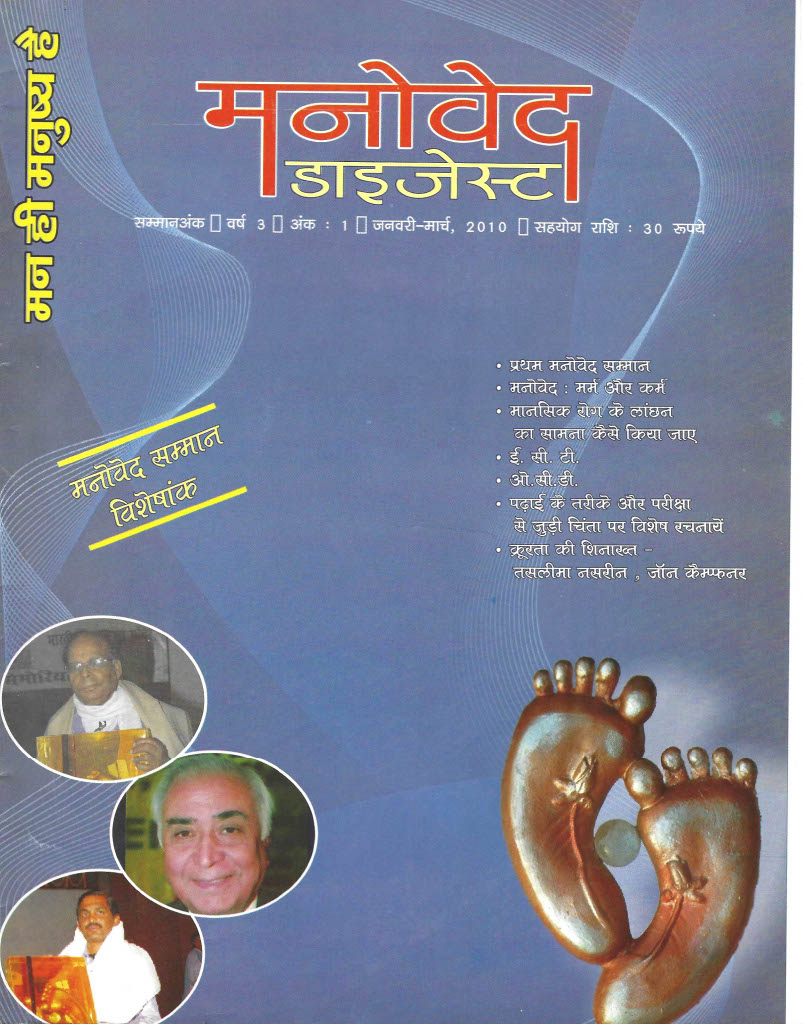 मन ही मनुष्य है
मनोवेद
डाइजेस्ट
सम्मानअंक वर्ष 3 अंक : 1 जनवरी-मार्च, 2010 सहयोग राशि : 30 रूपये
• प्रथम मनोवेद सम्मान
• मनोवेद : मर्म और कर्म
• मानसिक रोग के लांछन
का सामना कैसे किया जाए
• ई. सी. टी.
• ओ.सी.डी.
• पढ़ाई के तरीके और परीक्षा
से जुड़ी चिंता पर विशेष रचनायें
• क्रूरता की शिनाख्त -
तसलीमा नसरीन , जॉन कैम्फनर
मनोवेद सम्मान
विशेषांक